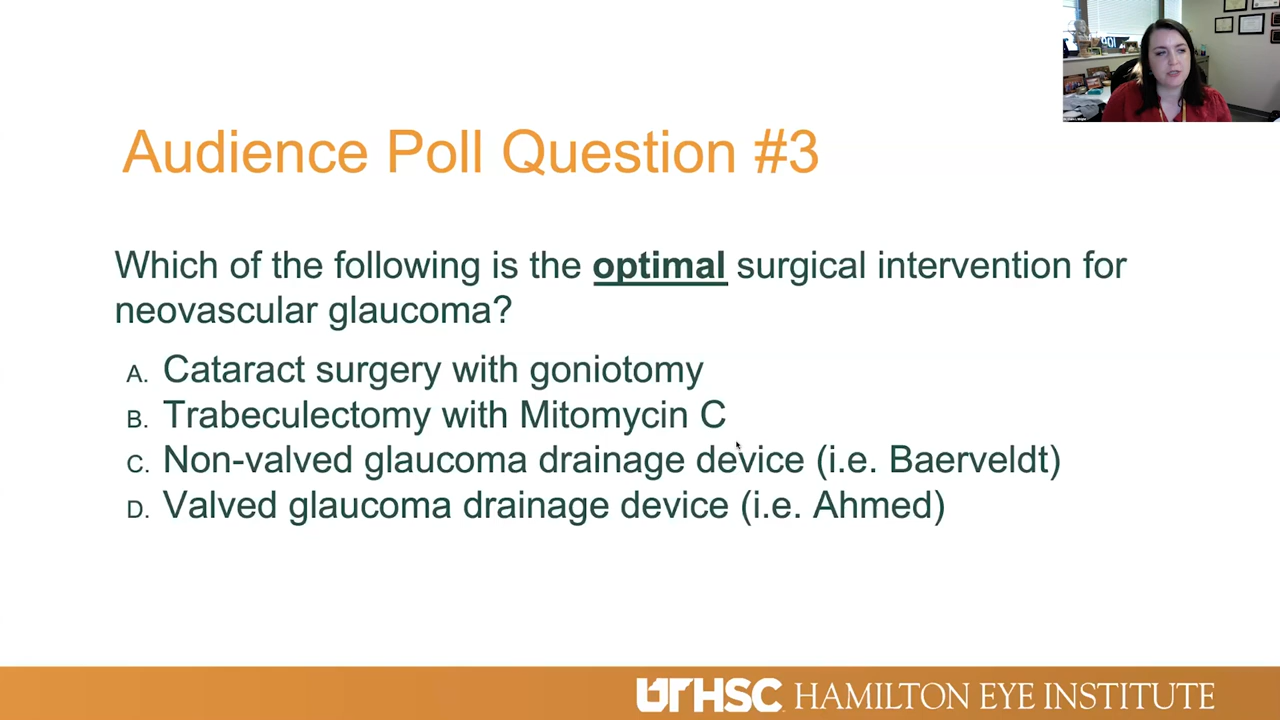 Audience Poll Question #3
Which of the following is the optimal surgical intervention for
neovascular glaucoma?
A. Cataract surgery with goniotomy
B. Trabeculectomy with Mitomycin C
C. Non-valved glaucoma drainage device (i.e. Baerveldt)
D. Valved glaucoma drainage device (i.e. Ahmed)
UTHSC HAMILTON EYE INSTITUTE